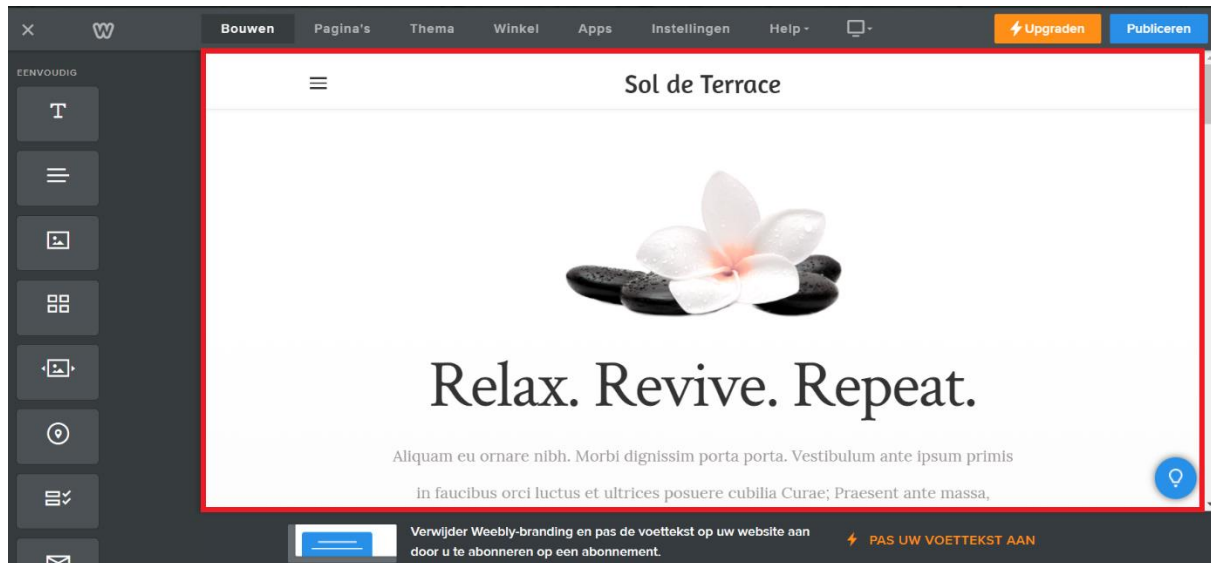 Bouwen Pagina's Thema Winkel Apps Instellingen Help Upgraden Publiceren
EENVOUDIG
T
Sol de Terrace
Relax. Revive. Repeat.
Aliquam eu ornare nibh. Morbi dignissim porta porta. Vestibulum ante ipsum primis
in faucibus orci luctus et ultrices posuere cubilia Curae; Praesent ante massa,
Verwijder Weebly-branding en pas de voettekst op uw website aan
door u te abonneren op een abonnement.
PAS UW VOETTEKST AAN